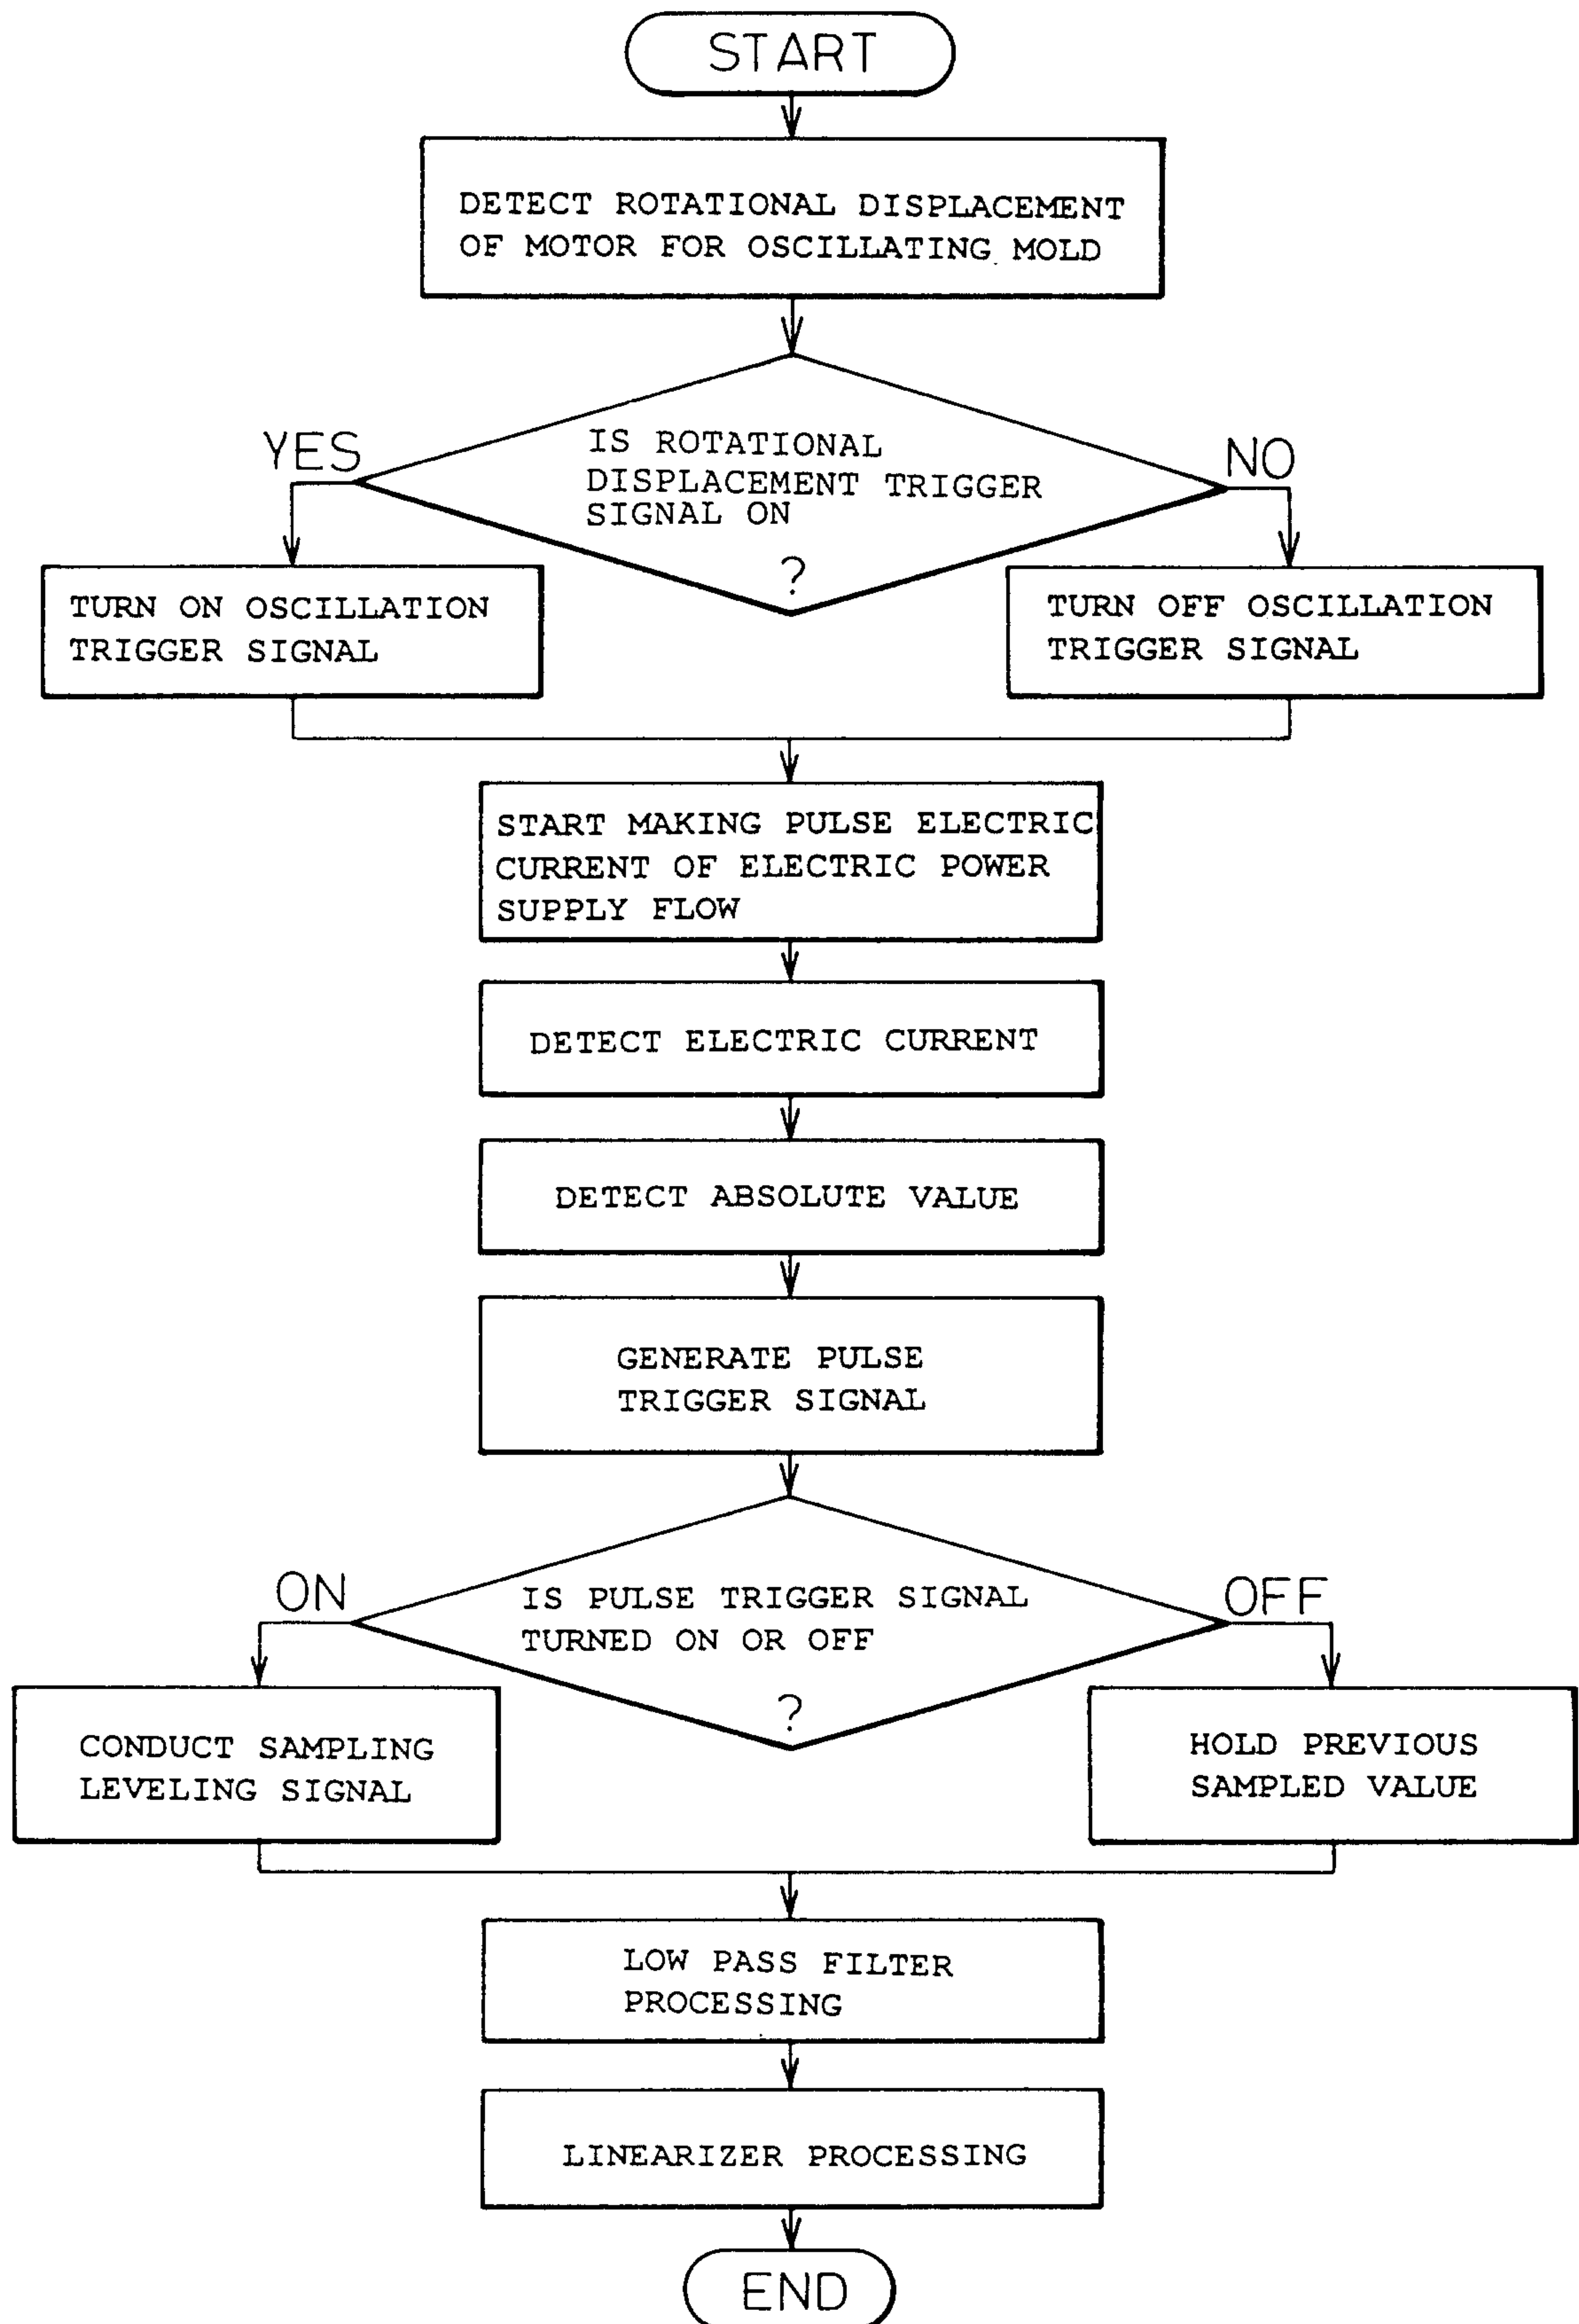 START
DETECT ROTATIONAL DISPLACEMENT
OF MOTOR FOR OSCILLATING MOLD
YES
NO
IS ROTATIONAL
DISPLACEMENT TRIGGER
SIGNAL ON
?
TURN ON OSCILLATION
TRIGGER SIGNAL
TURN OFF OSCILLATION
TRIGGER SIGNAL
START MAKING PULSE ELECTRIC
CURRENT OF ELECTRIC POWER
SUPPLY FLOW
DETECT ELECTRIC CURRENT
DETECT ABSOLUTE VALUE
GENERATE PULSE
TRIGGER SIGNAL
ON
OFF
IS PULSE TRIGGER SIGNAL
TURNED ON OR OFF
?
CONDUCT SAMPLING
LEVELING SIGNAL
HOLD PREVIOUS
SAMPLED VALUE
LOW PASS FILTER
PROCESSING
LINEARIZER PROCESSING
END